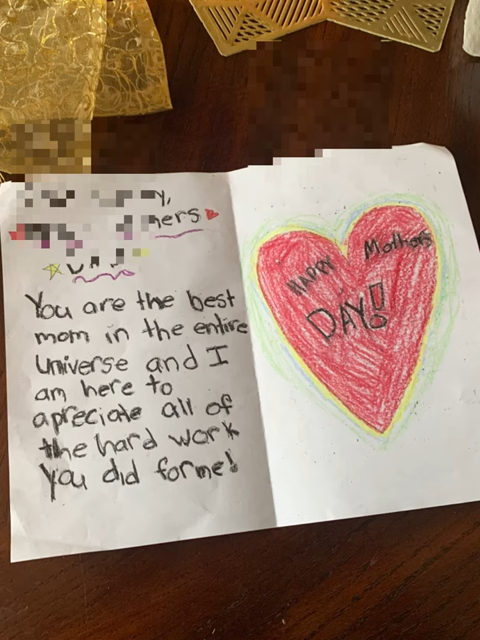 You are the best
mom in the entire
Universe and I
am here to
apreciate all of
the hard work
you did for me!
HAPPY Mothers
DAY!